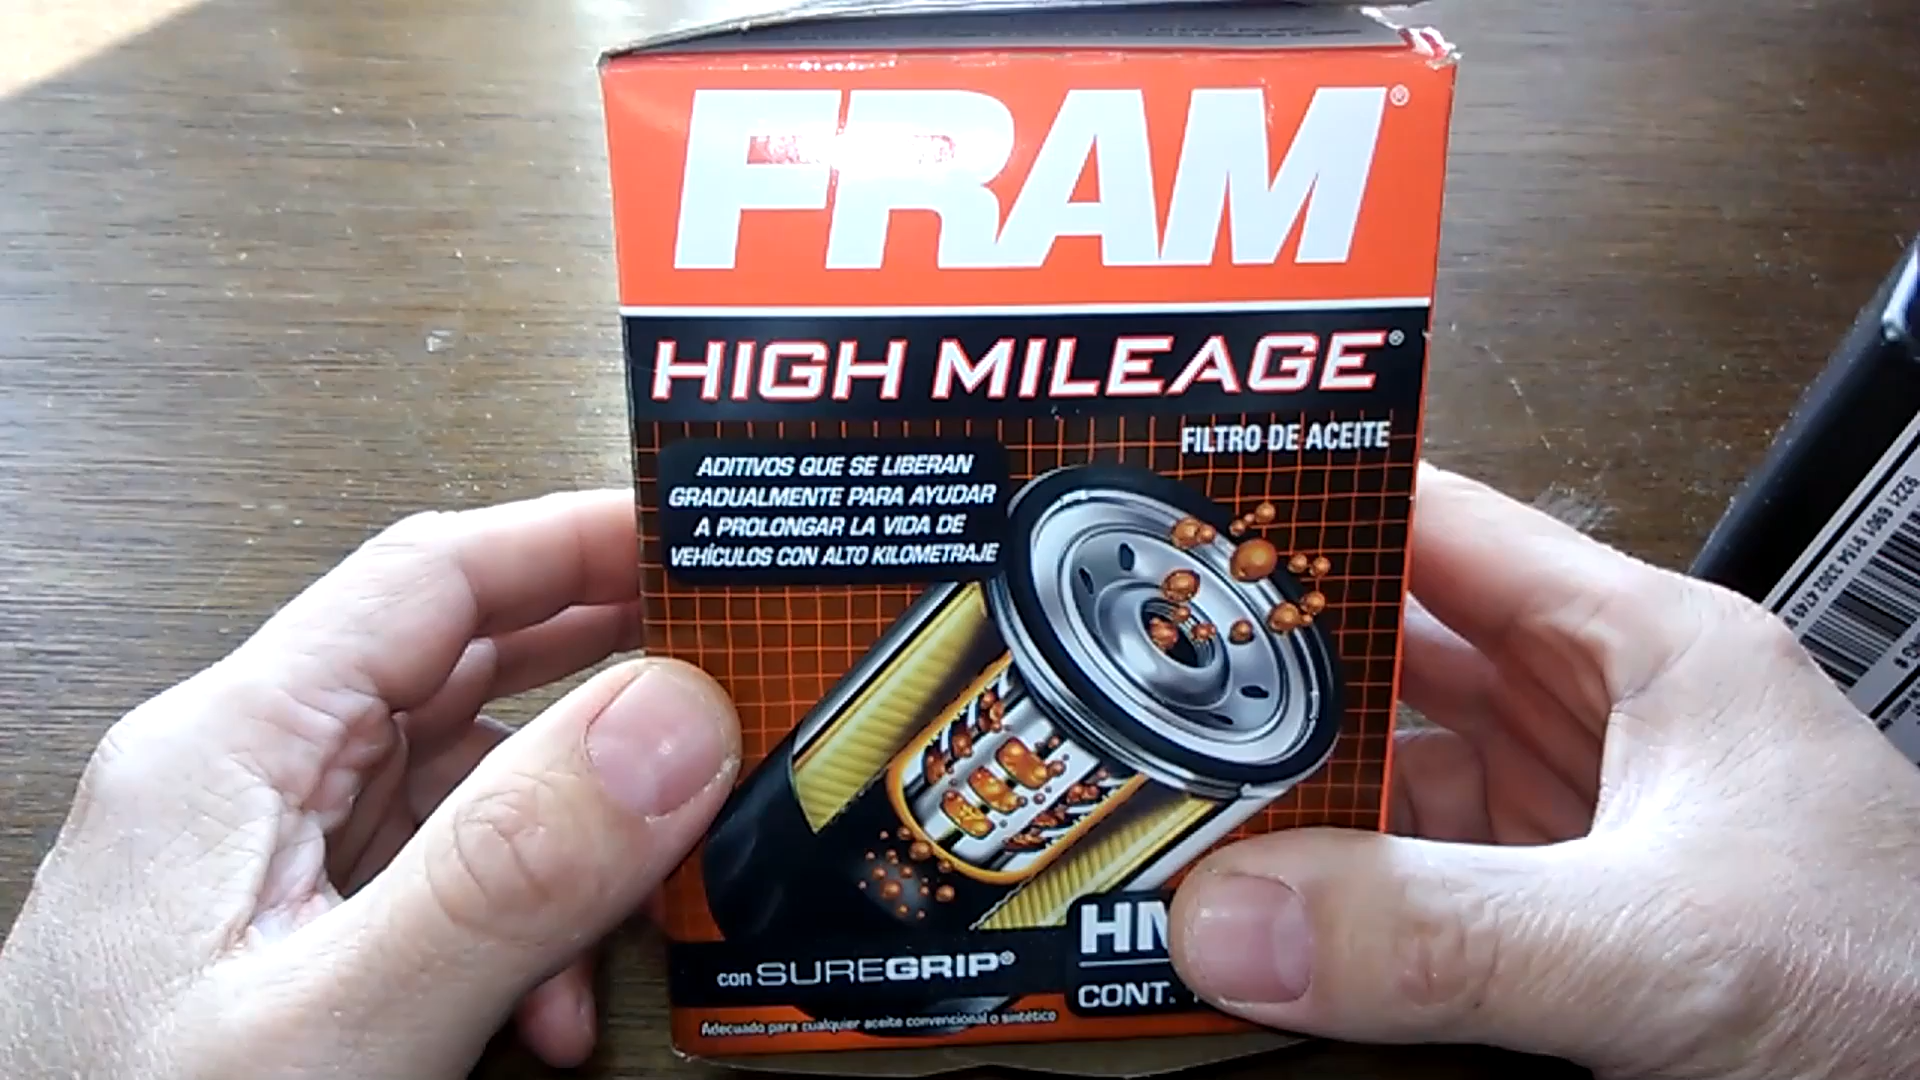 FRAM®
HIGH MILEAGE®
FILTRO DE ACEITE
ADITIVOS QUE SE LIBERAN
GRADUALMENTE PARA AYUDAR
A PROLONGAR LA VIDA DE
VEHÍCULOS CON ALTO KILOMETRAJE
con SUREGRIP®
HM
CONT.
Adecuado para cualquier aceite convencional o sintético